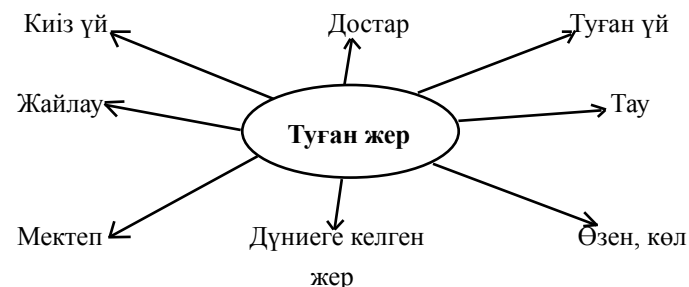 Киіз үй
Достар
Туған үй
Жайлау
Туған жер
Тау
Мектеп
Дүниеге келген
жер
Өзен, көл